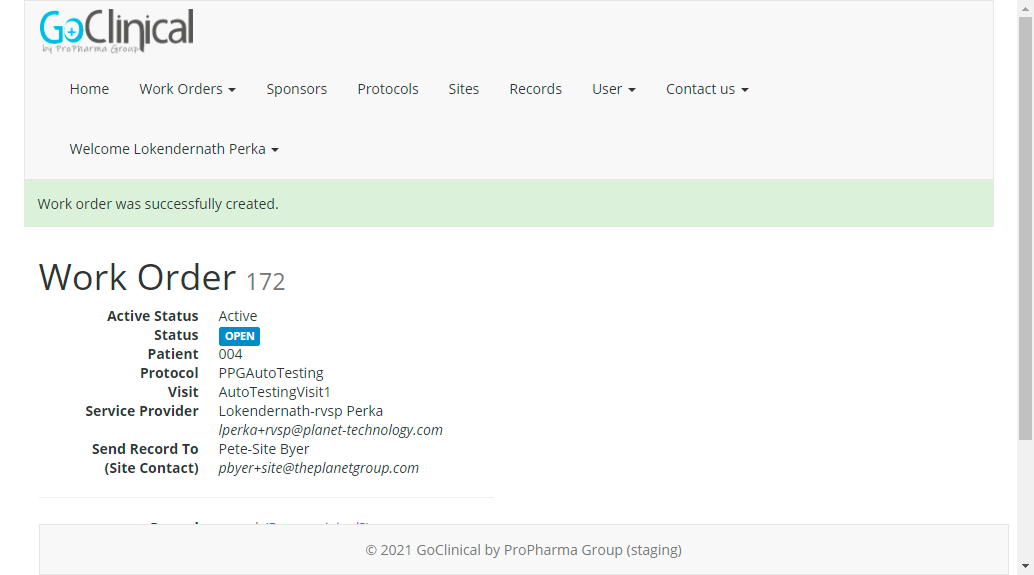 GoClinical
by ProPharma Group
Home Work Orders Sponsors Protocols Sites Records User Contact us
Welcome Lokendernath Perka
Work order was successfully created.
Work Order 172
Active Status Active
Status OPEN
Patient 004
Protocol PPGAutoTesting
Visit AutoTestingVisit1
Service Provider Lokendernath-rvsp Perka
lperka+rvsp@planet-technology.com
Send Record To Pete-Site Byer
(Site Contact) pbyer+site@theplanetgroup.com
© 2021 GoClinical by ProPharma Group (staging)